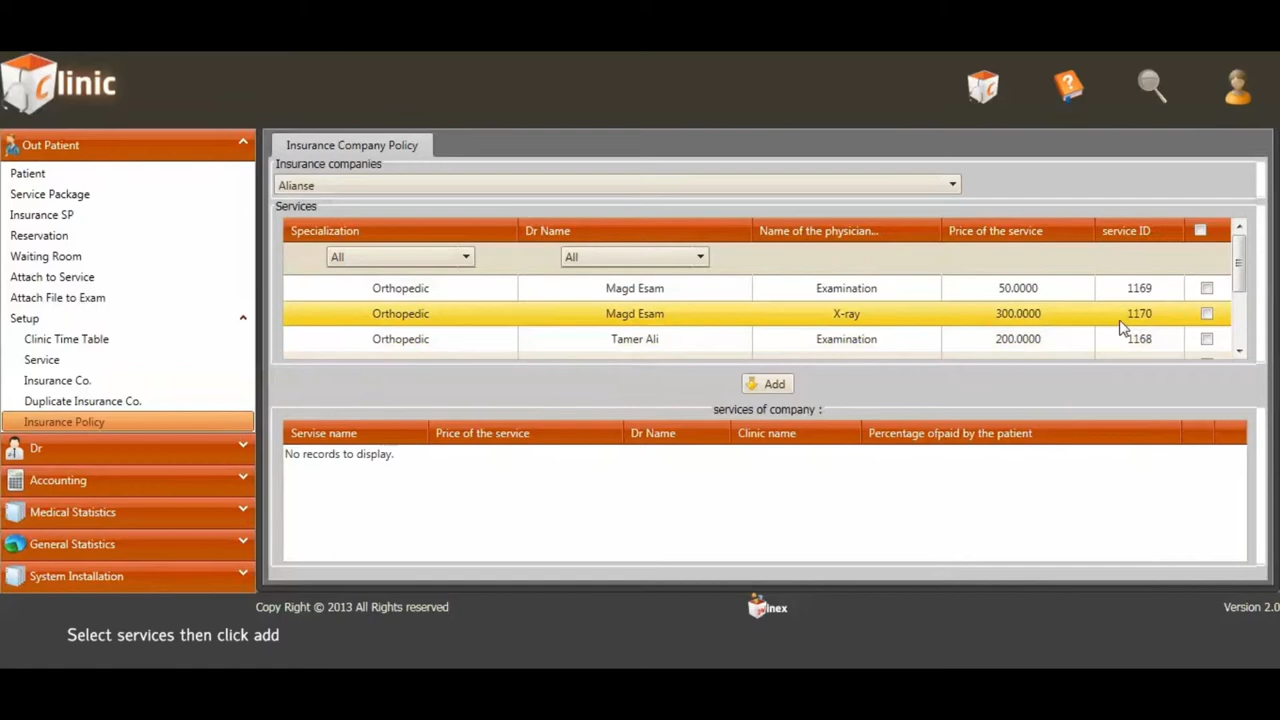 Clinic
Out Patient
Patient
Service Package
Insurance SP
Reservation
Waiting Room
Attach to Service
Attach File to Exam
Setup
Clinic Time Table
Service
Insurance Co.
Duplicate Insurance Co.
Insurance Policy
Dr
Accounting
Medical Statistics
General Statistics
System Installation
Insurance Company Policy
Insurance companies
Alianse
Services
Specialization Dr Name Name of the physician... Price of the service service ID
All All
Orthopedic Magd Esam Examination 50.0000 1169
Orthopedic Magd Esam X-ray 300.0000 1170
Orthopedic Tamer Ali Examination 200.0000 1168
Add
services of company :
Servise name Price of the service Dr Name Clinic name Percentage ofpaid by the patient
No records to display.
Copy Right © 2013 All Rights reserved inex Version 2.0
Select services then click add